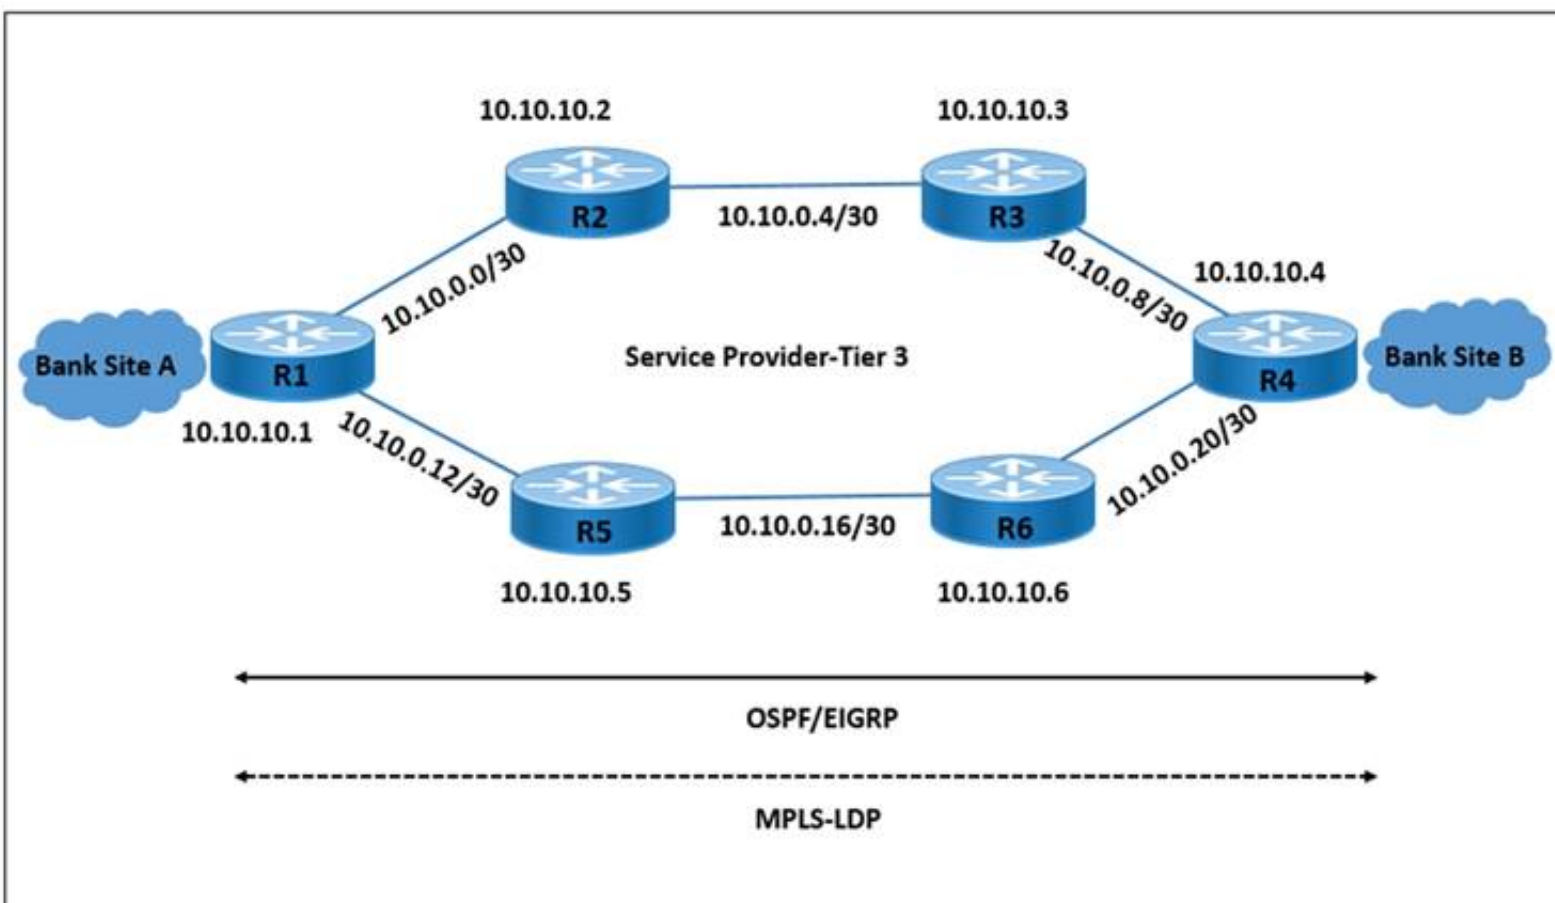 10.10.10.2
10.10.10.3
R2
10.10.0.4/30
R3
10.10.0.0/30
10.10.0.8/30
10.10.10.4
Bank Site A
R1
Service Provider-Tier 3
R4
Bank Site B
10.10.10.1
10.10.0.12/30
10.10.0.20/30
R5
10.10.0.16/30
R6
10.10.10.5
10.10.10.6
OSPF/EIGRP
MPLS-LDP